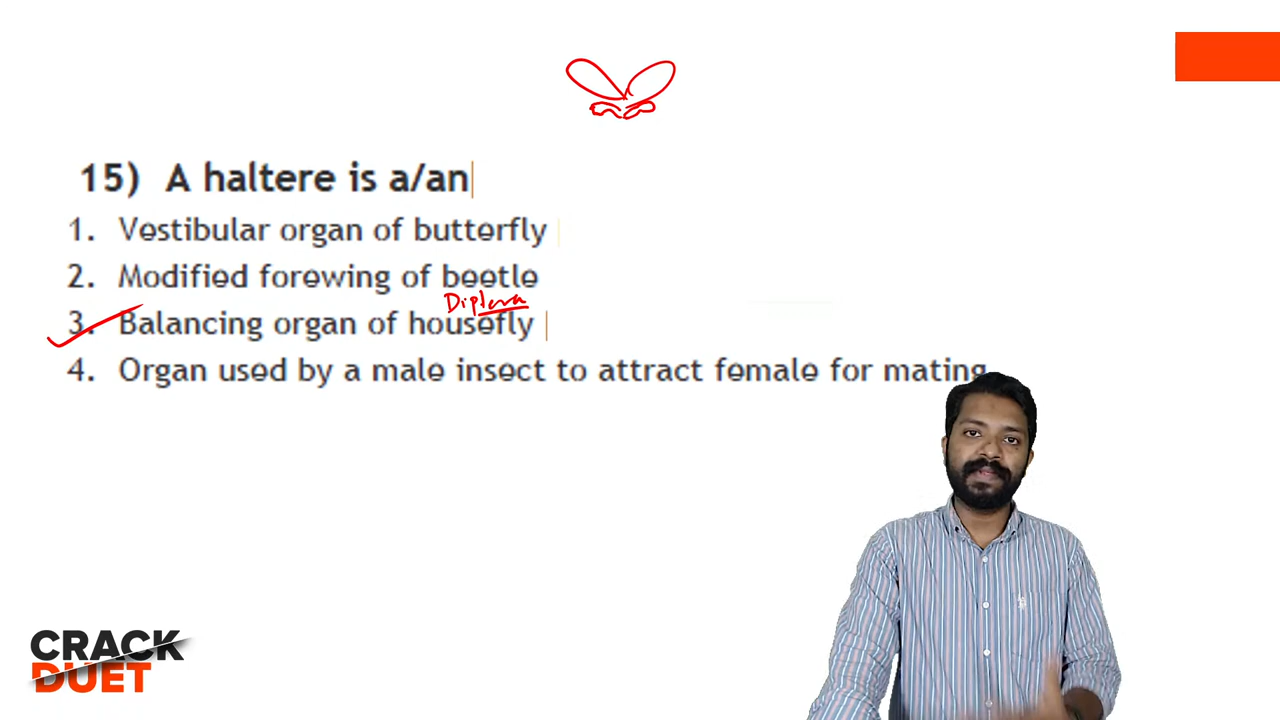 15) A haltere is a/an
1. Vestibular organ of butterfly
2. Modified forewing of beetle
Diptera
3. Balancing organ of housefly
4. Organ used by a male insect to attract female for mating
CRACK
DUET